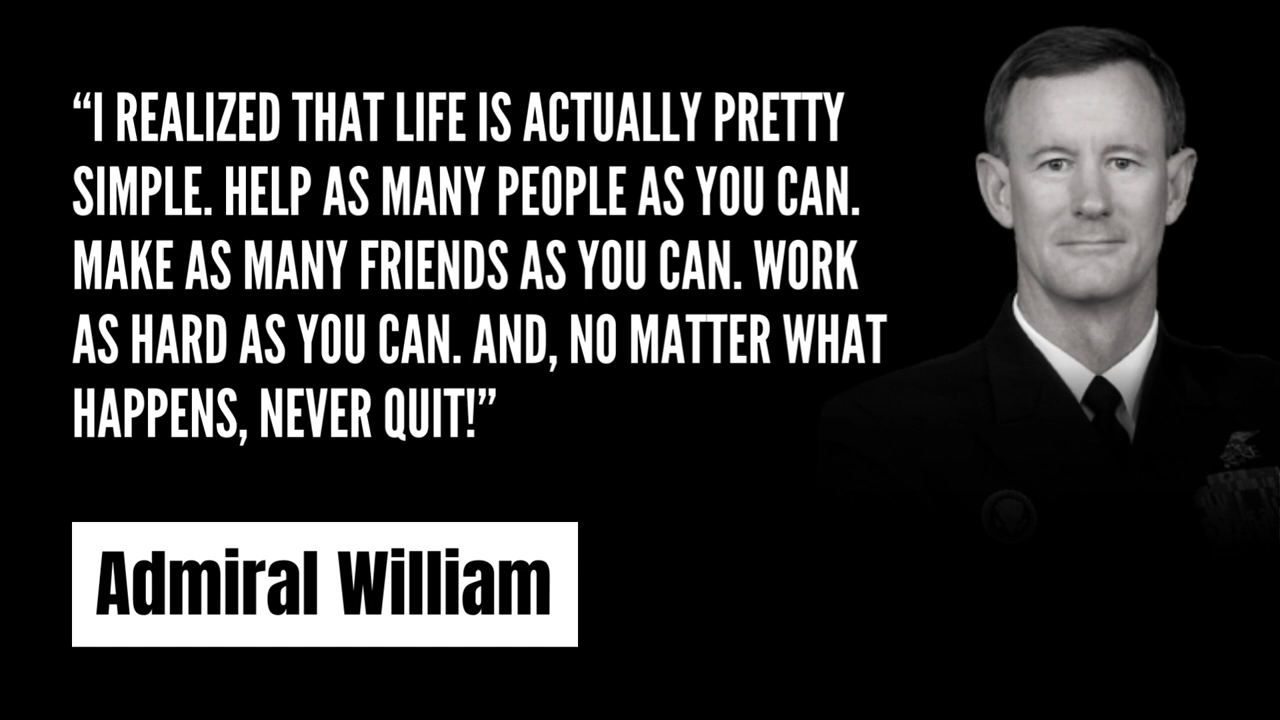 “I REALIZED THAT LIFE IS ACTUALLY PRETTY
SIMPLE. HELP AS MANY PEOPLE AS YOU CAN.
MAKE AS MANY FRIENDS AS YOU CAN. WORK
AS HARD AS YOU CAN. AND, NO MATTER WHAT
HAPPENS, NEVER QUIT!”
Admiral William